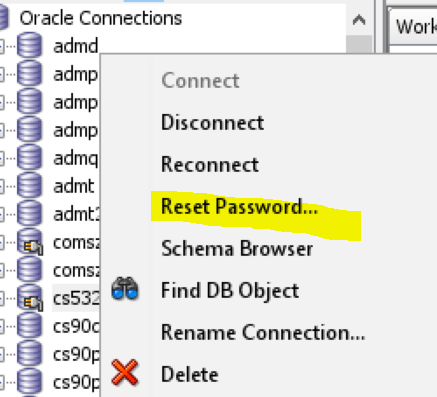 Oracle Connections
Work
admd
admp
admp
admq
admt
admt2
comsz
comsz
cs532
cs90c
cs90p
cs90p
Connect
Disconnect
Reconnect
Reset Password...
Schema Browser
Find DB Object
Rename Connection...
Delete